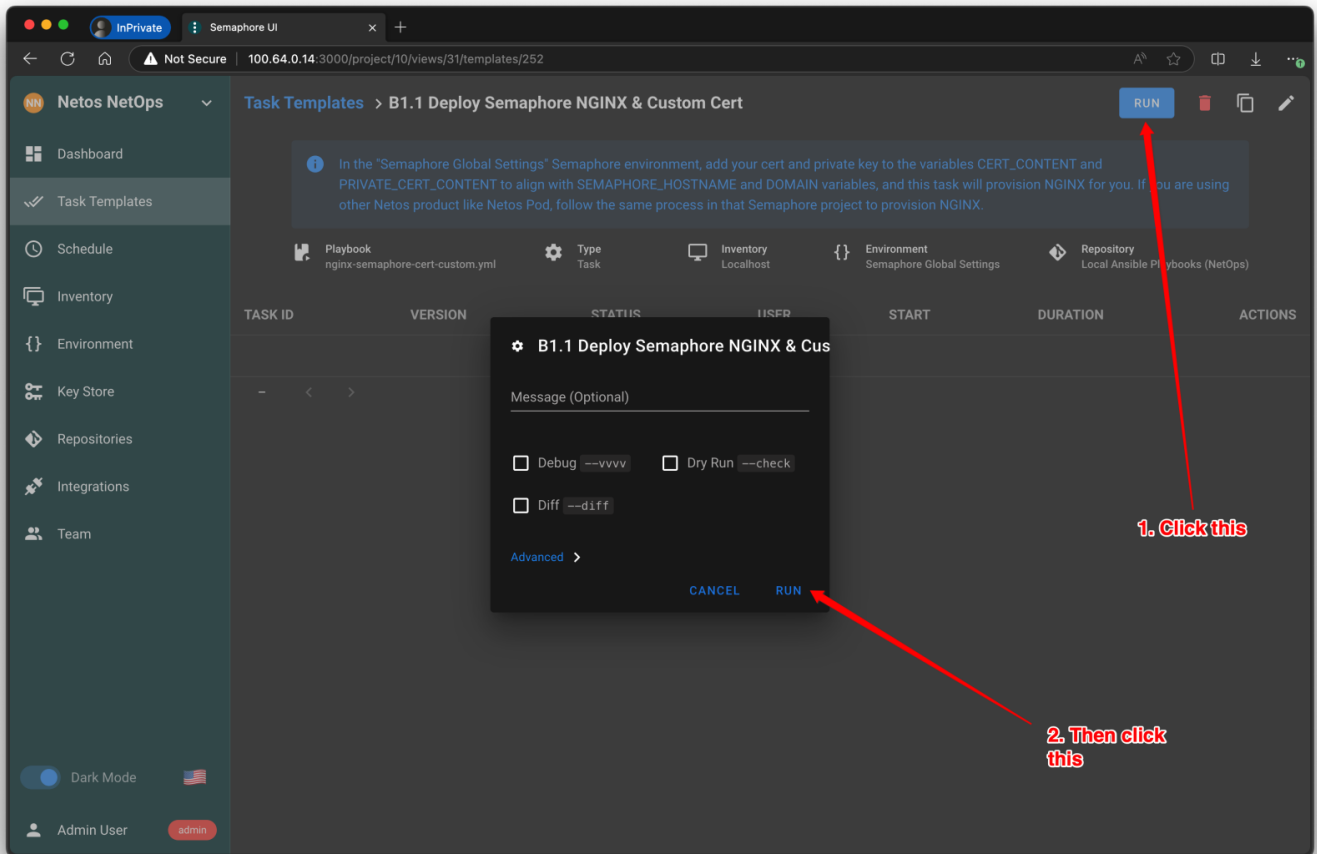 InPrivate
Semaphore UI
Not Secure
100.64.0.14:3000/project/10/views/31/templates/252
NN
Netos NetOps
Task Templates > B1.1 Deploy Semaphore NGINX & Custom Cert
RUN
Dashboard
Task Templates
Schedule
Inventory
Environment
Key Store
Repositories
Integrations
Team
Dark Mode
Admin User
admin
In the "Semaphore Global Settings" Semaphore environment, add your cert and private key to the variables CERT_CONTENT and
PRIVATE_CERT_CONTENT to align with SEMAPHORE_HOSTNAME and DOMAIN variables, and this task will provision NGINX for you. If you are using
other Netos product like Netos Pod, follow the same process in that Semaphore project to provision NGINX.
Playbook
nginx-semaphore-cert-custom.yml
Type
Task
Inventory
Localhost
Environment
Semaphore Global Settings
Repository
Local Ansible Playbooks (NetOps)
TASK ID VERSION STATUS USER START DURATION ACTIONS
B1.1 Deploy Semaphore NGINX & Cus
Message (Optional)
Debug --vvvv Dry Run --check
Diff --diff
Advanced
CANCEL RUN
1. Click this
2. Then click
this